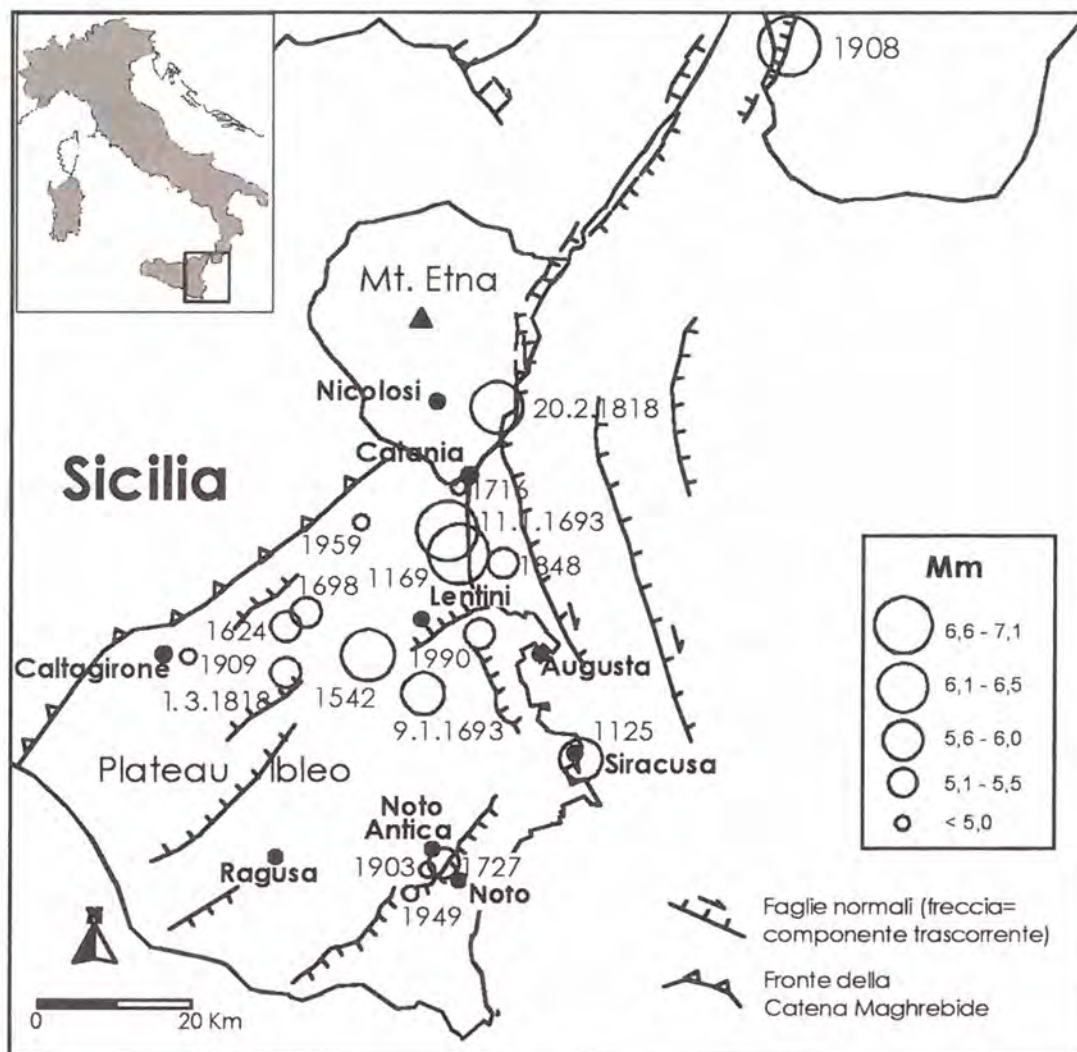 1908
Mt. Etna
Nicolosi
20.2.1818
Catania
Sicilia
1716
11.1.1693
1959
1169
1848
1698
Lentini
1624
Caltagirone
1909
1990
Augusta
1.3.1818
1542
9.1.1693
1125
Siracusa
Plateau Ibleo
Noto
Antica
1903
1727
Ragusa
Noto
1949
N
0
20 Km
Mm
6,6 - 7,1
6,1 - 6,5
5,6 - 6,0
5,1 - 5,5
< 5,0
Faglie normali (freccia=
componente trascorrente)
Fronte della
Catena Maghrebide